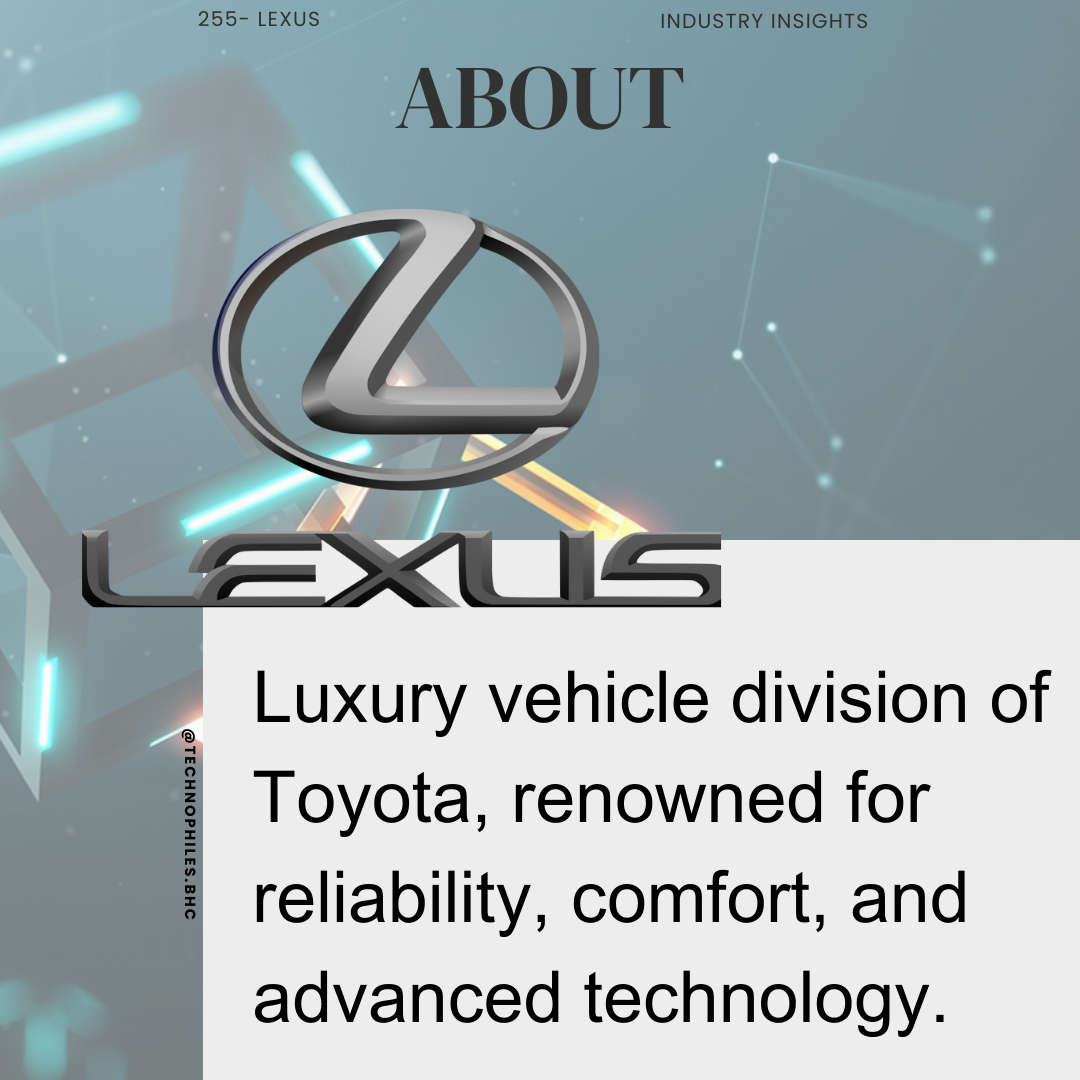 255- LEXUS
INDUSTRY INSIGHTS
ABOUT
LEXUS
Luxury vehicle division of
Toyota, renowned for
reliability, comfort, and
advanced technology.
@TECHNOPHILES.BHC